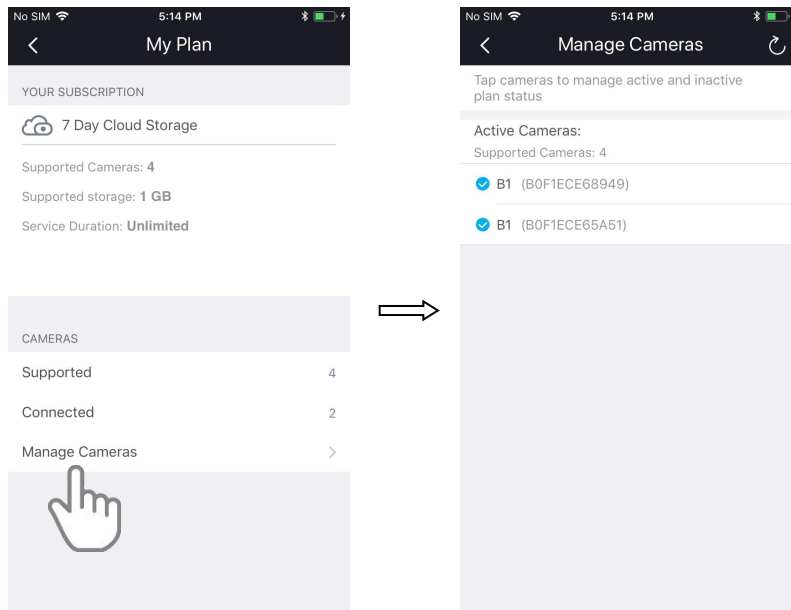 No SIM 5:14 PM
My Plan
YOUR SUBSCRIPTION
7 Day Cloud Storage
Supported Cameras: 4
Supported storage: 1 GB
Service Duration: Unlimited
CAMERAS
Supported 4
Connected 2
Manage Cameras
No SIM 5:14 PM
Manage Cameras
Tap cameras to manage active and inactive
plan status
Active Cameras:
Supported Cameras: 4
B1 (B0F1ECE68949)
B1 (B0F1ECE65A51)